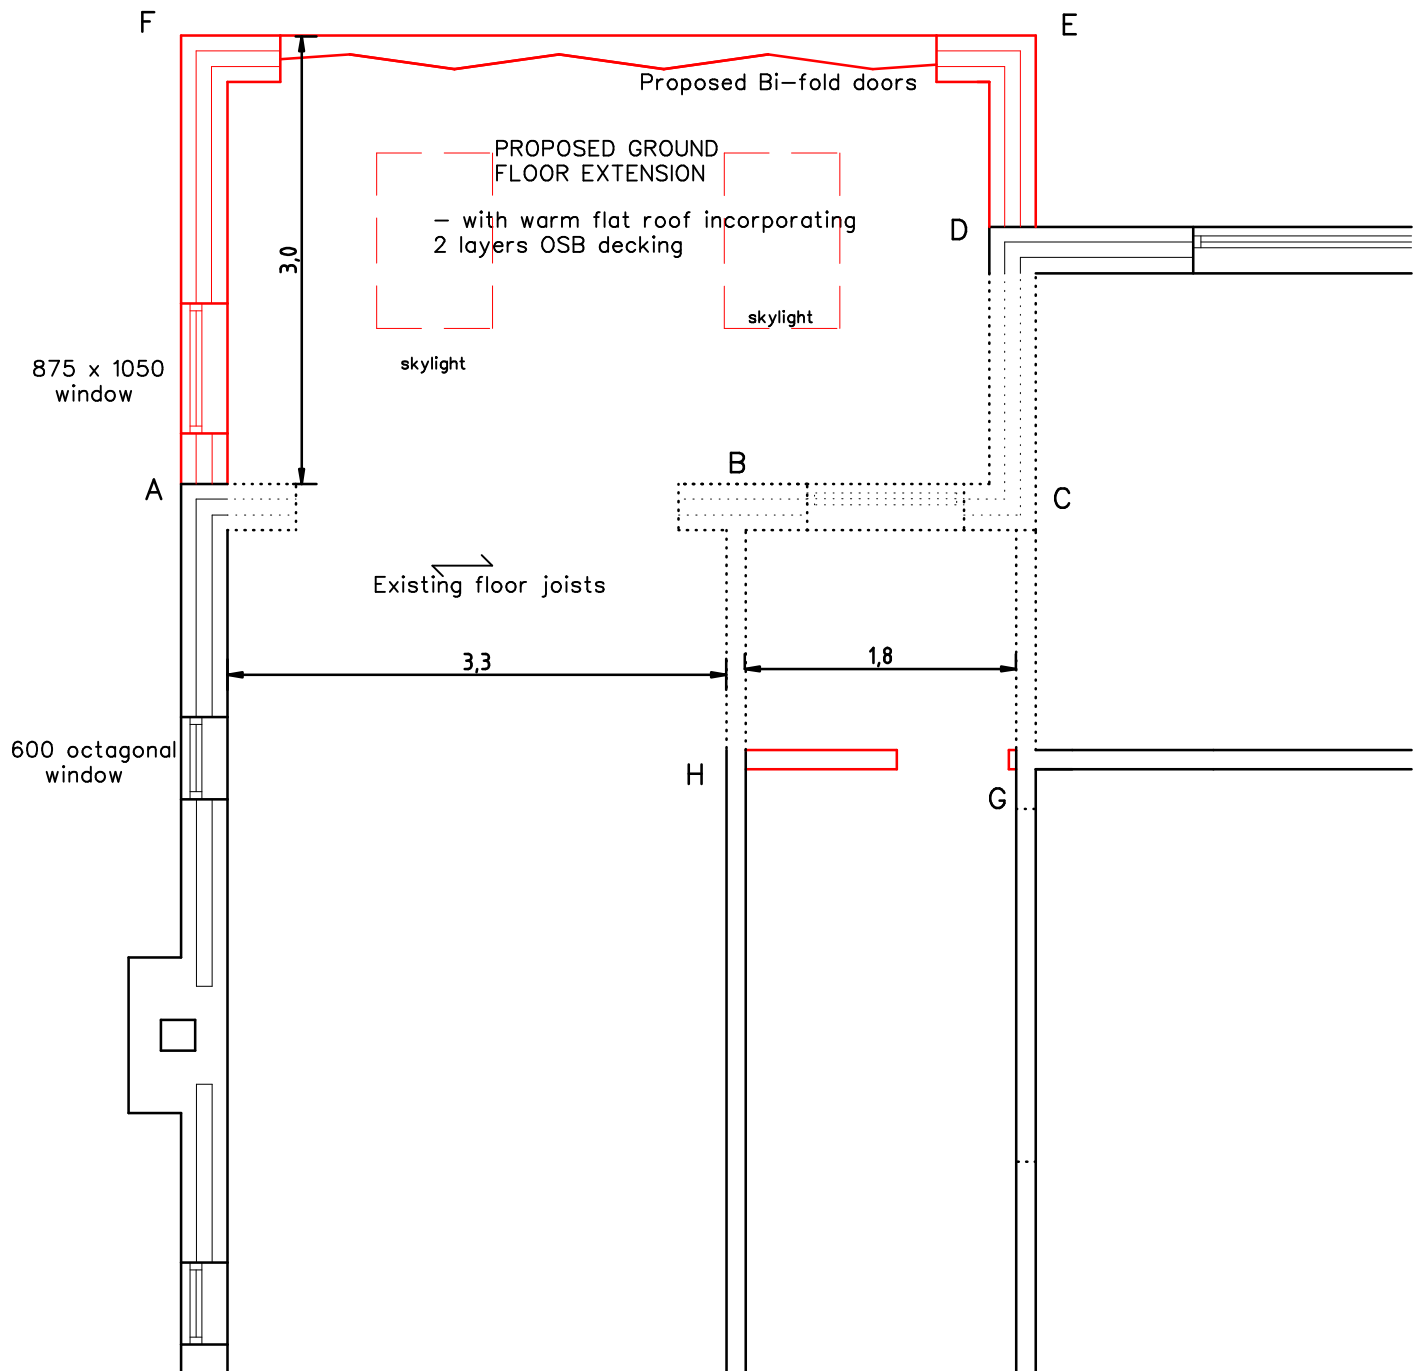 F
E
Proposed Bi-fold doors
PROPOSED GROUND
FLOOR EXTENSION
- with warm flat roof incorporating
2 layers OSB decking
D
3,0
skylight
skylight
875 x 1050
window
A
B
C
Existing floor joists
3,3
1,8
600 octagonal
window
H
G